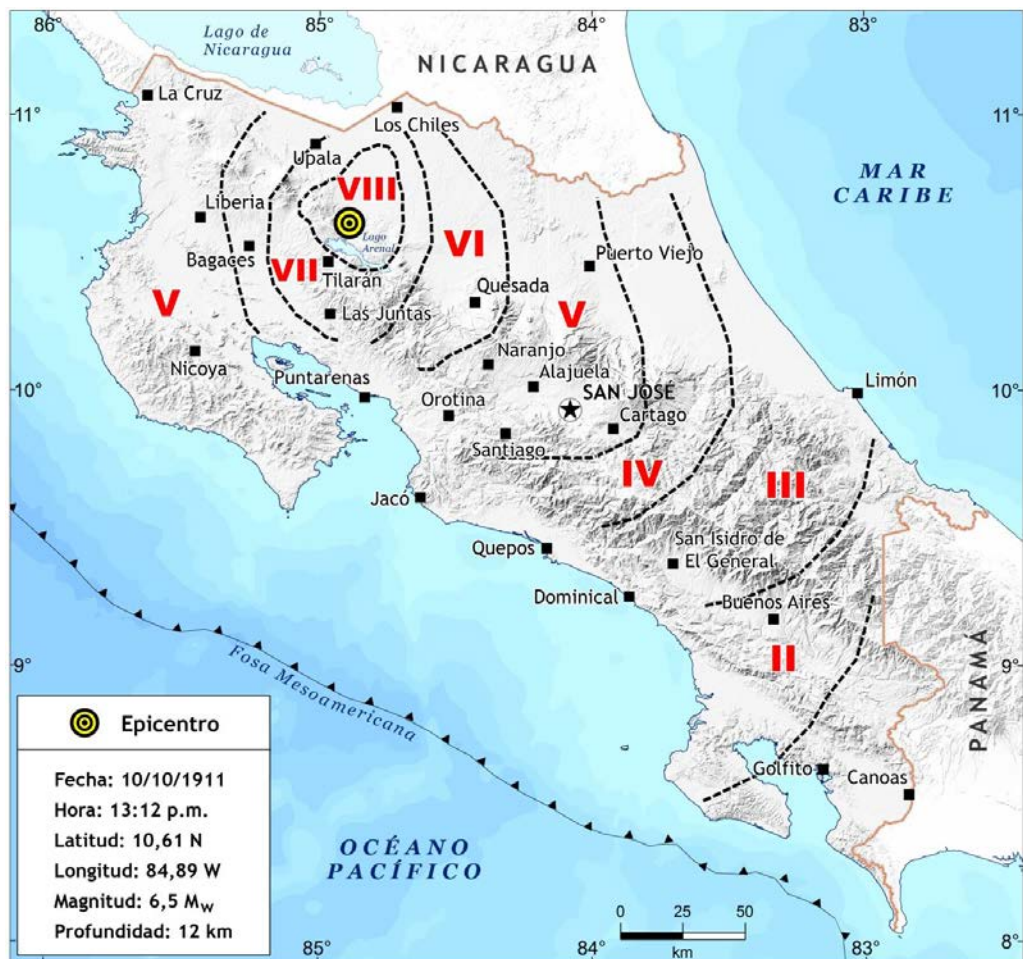 86°
85°
84°
83°
Lago de
Nicaragua
NICARAGUA
La Cruz
11°
Los Chiles
11°
Upala
MAR
CARIBE
VIII
Liberia
Lago
Arenal
VI
Bagaces
VII
Tilarán
Puerto Viejo
Quesada
V
Las Juntas
V
Nicoya
Naranjo
Alajuela
Puntarenas
10°
SAN JOSÉ
Limón
10°
Orotina
Cartago
Santiago
IV
III
Jacó
San Isidro de
El General
Quepos
Dominical
Buenos Aires
9°
II
9°
Fosa Mesoamericana
PANAMÁ
Golfito
Canoas
OCÉANO
PACÍFICO
Epicentro
Fecha: 10/10/1911
Hora: 13:12 p.m.
Latitud: 10,61 N
Longitud: 84,89 W
Magnitud: 6,5 Mw
Profundidad: 12 km
0 25 50
km
8°
85°
84°
83°